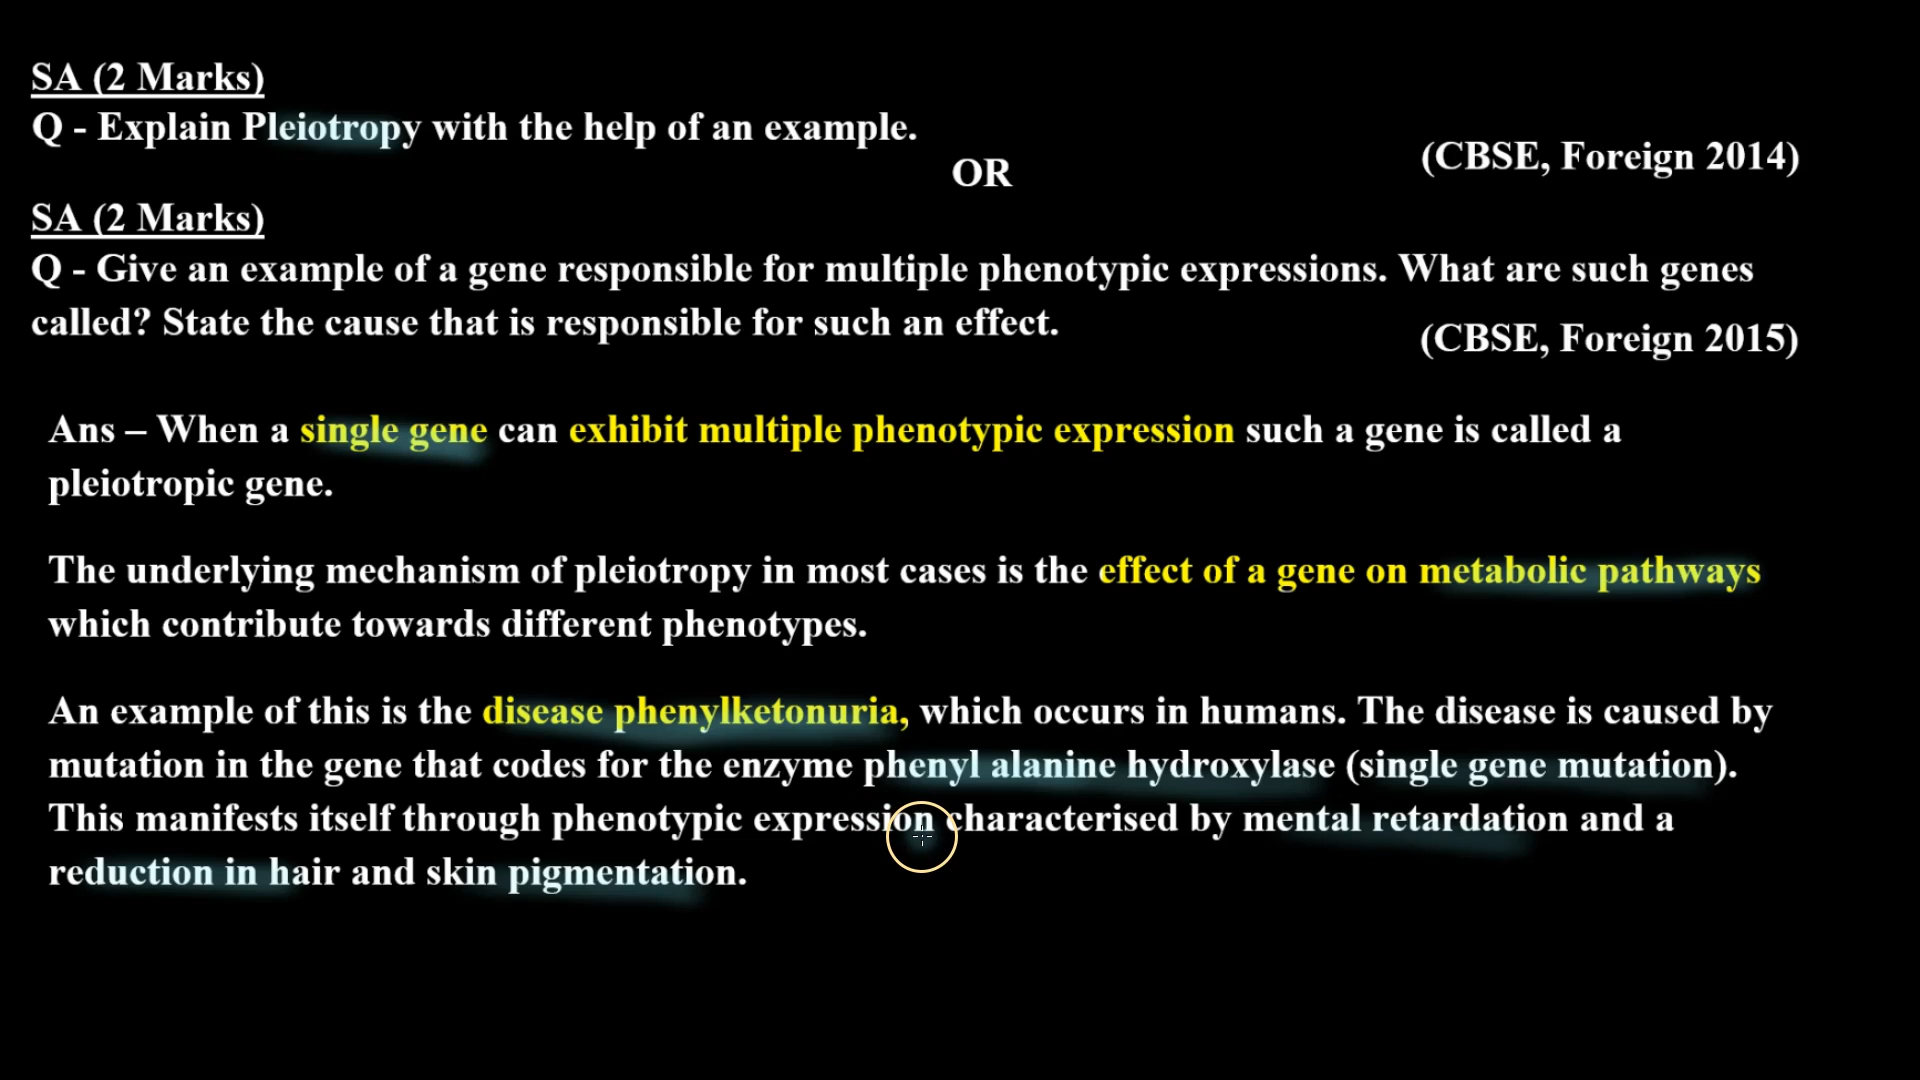 SA (2 Marks)
Q - Explain Pleiotropy with the help of an example.
(CBSE, Foreign 2014)
OR
SA (2 Marks)
Q - Give an example of a gene responsible for multiple phenotypic expressions. What are such genes
called? State the cause that is responsible for such an effect.
(CBSE, Foreign 2015)
Ans – When a single gene can exhibit multiple phenotypic expression such a gene is called a
pleiotropic gene.
The underlying mechanism of pleiotropy in most cases is the effect of a gene on metabolic pathways
which contribute towards different phenotypes.
An example of this is the disease phenylketonuria, which occurs in humans. The disease is caused by
mutation in the gene that codes for the enzyme phenyl alanine hydroxylase (single gene mutation).
This manifests itself through phenotypic expression characterised by mental retardation and a
reduction in hair and skin pigmentation.